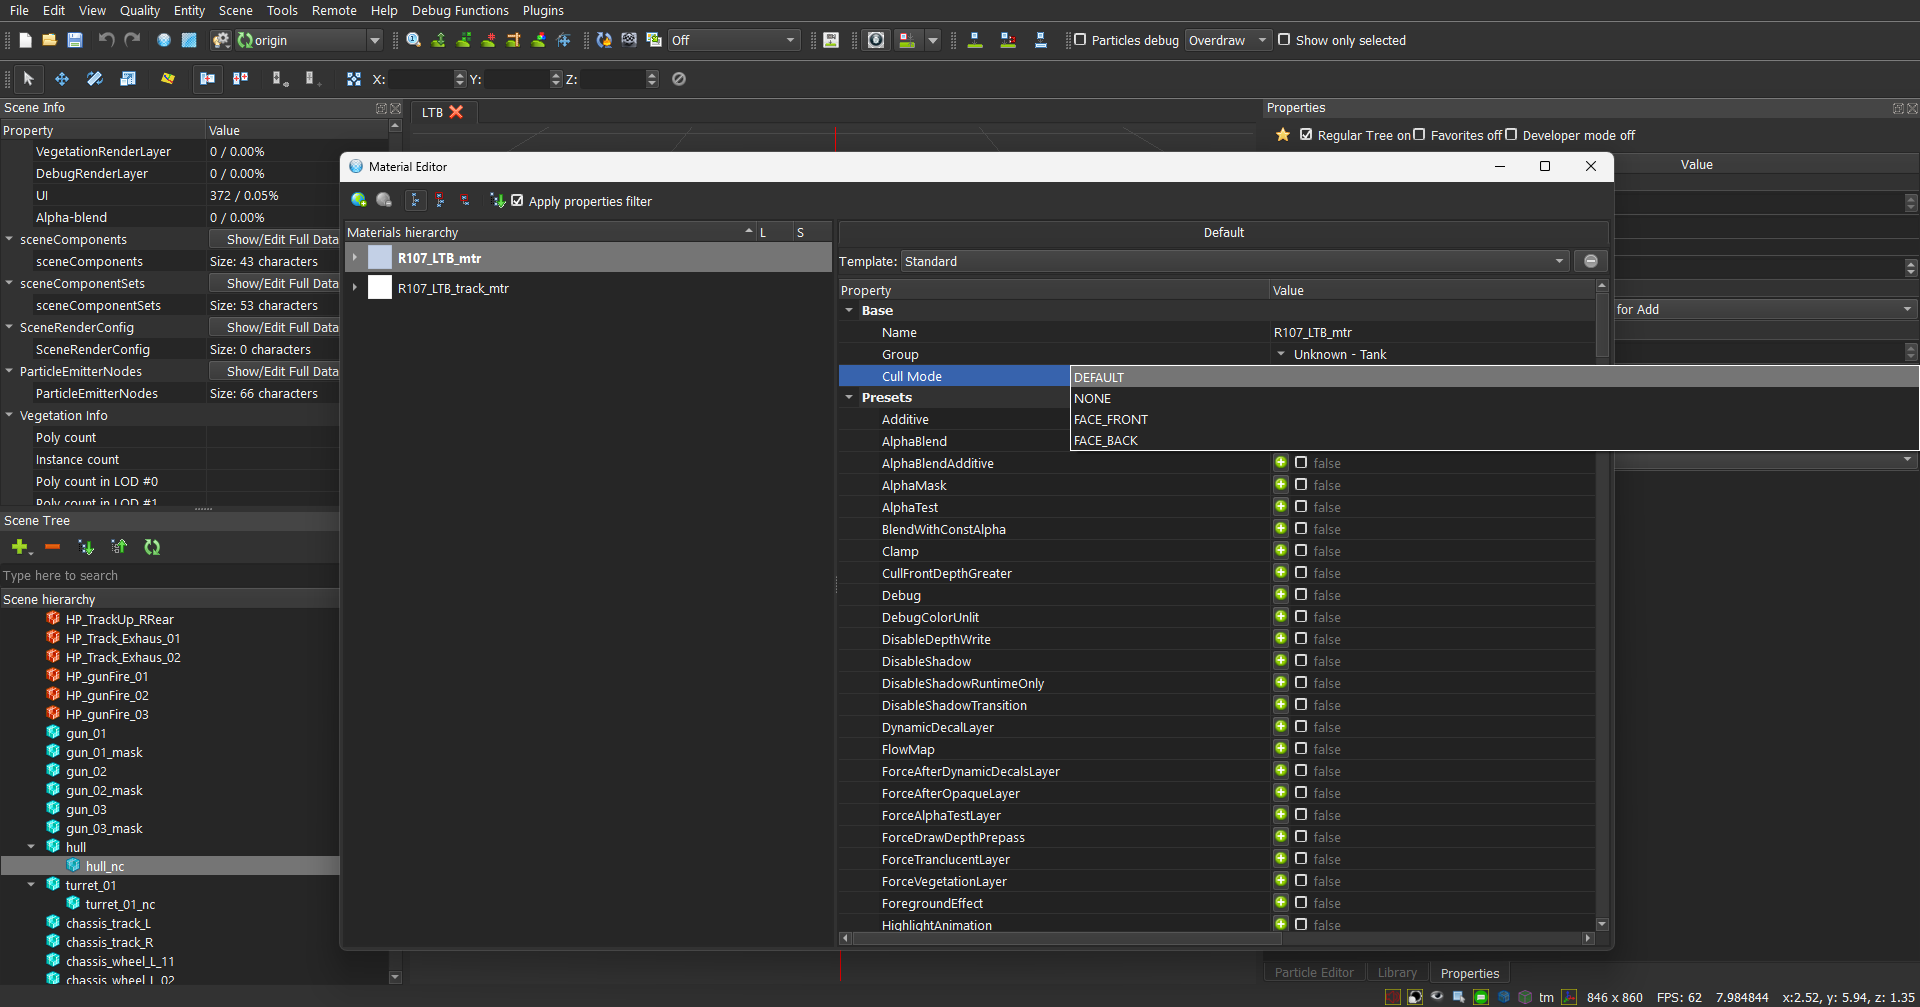 File Edit View Quality Entity Scene Tools Remote Help Debug Functions Plugins
origin Off Particles debug Overdraw Show only selected
X: Y: Z:
Scene Info
Property Value
VegetationRenderLayer 0 / 0.00%
DebugRenderLayer 0 / 0.00%
UI 372 / 0.05%
Alpha-blend 0 / 0.00%
sceneComponents Show/Edit Full Data
sceneComponents Size: 43 characters
sceneComponentSets Show/Edit Full Data
sceneComponentSets Size: 53 characters
SceneRenderConfig Show/Edit Full Data
SceneRenderConfig Size: 0 characters
ParticleEmitterNodes Show/Edit Full Data
ParticleEmitterNodes Size: 66 characters
Vegetation Info
Poly count
Instance count
Poly count in LOD #0
Poly count in LOD #1
Scene Tree
Type here to search
Scene hierarchy
HP_TrackUp_RRear
HP_Track_Exhaus_01
HP_Track_Exhaus_02
HP_gunFire_01
HP_gunFire_02
HP_gunFire_03
gun_01
gun_01_mask
gun_02
gun_02_mask
gun_03
gun_03_mask
hull
hull_nc
turret_01
turret_01_nc
chassis_track_L
chassis_track_R
chassis_wheel_L_11
chassis_wheel_L_02
LTB
Material Editor
Apply properties filter
Materials hierarchy L S
R107_LTB_mtr
R107_LTB_track_mtr
Default
Template: Standard
Property Value
Base
Name R107_LTB_mtr
Group Unknown - Tank
Cull Mode
DEFAULT
NONE
FACE_FRONT
FACE_BACK
Presets
Additive
AlphaBlend
AlphaBlendAdditive false
AlphaMask false
AlphaTest false
BlendWithConstAlpha false
Clamp false
CullFrontDepthGreater false
Debug false
DebugColorUnlit false
DisableDepthWrite false
DisableShadow false
DisableShadowRuntimeOnly false
DisableShadowTransition false
DynamicDecalLayer false
FlowMap false
ForceAfterDynamicDecalsLayer false
ForceAfterOpaqueLayer false
ForceAlphaTestLayer false
ForceDrawDepthPrepass false
ForceTranclucentLayer false
ForceVegetationLayer false
ForegroundEffect false
HighlightAnimation false
Properties
Regular Tree on Favorites off Developer mode off
Value
for Add
Particle Editor Library Properties
tm 846 x 860 FPS: 62 7.984844 x:2.52, y: 5.94, z: 1.35